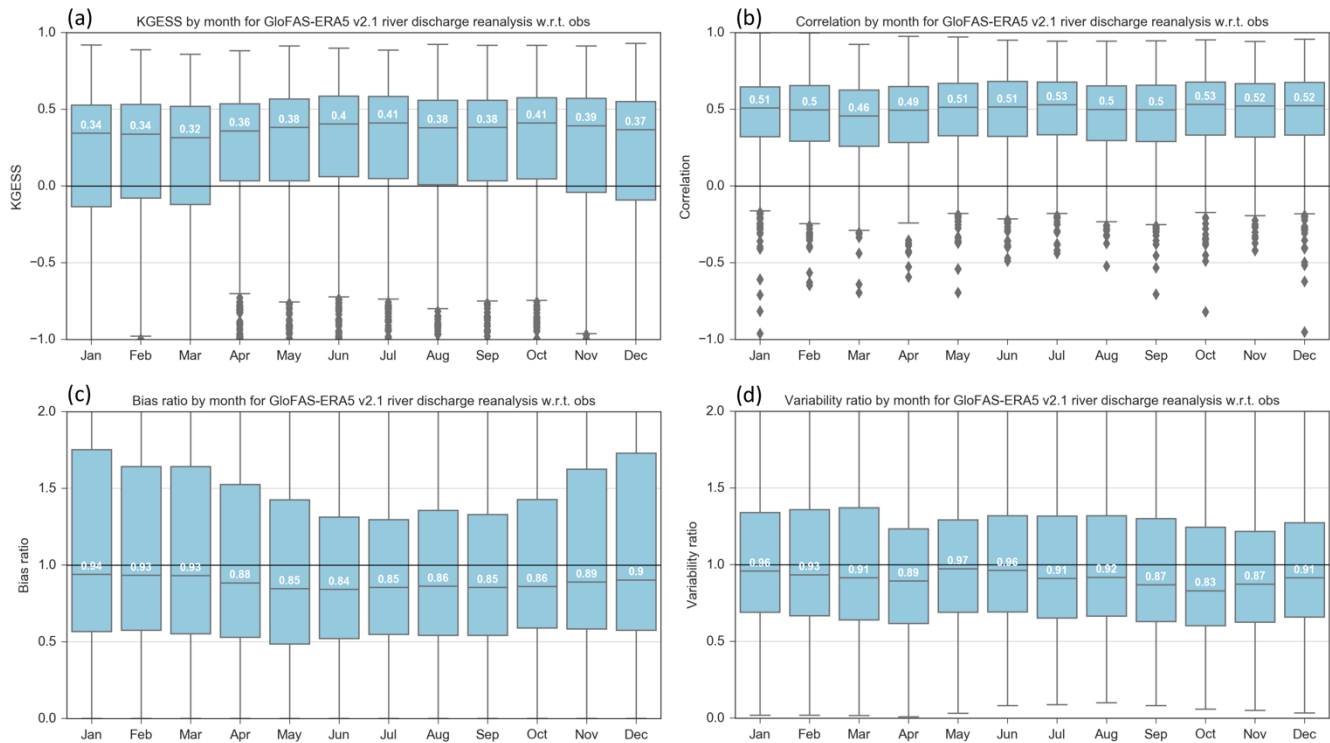 (a)
KGESS by month for GloFAS-ERA5 v2.1 river discharge reanalysis w.r.t. obs
KGESS
1.0
0.5
0.0
−0.5
−1.0
0.34 0.34 0.32 0.36 0.38 0.4 0.41 0.38 0.38 0.41 0.39 0.37
Jan Feb Mar Apr May Jun Jul Aug Sep Oct Nov Dec
(b)
Correlation by month for GloFAS-ERA5 v2.1 river discharge reanalysis w.r.t. obs
Correlation
1.0
0.5
0.0
−0.5
−1.0
0.51 0.5 0.46 0.49 0.51 0.51 0.53 0.5 0.5 0.53 0.52 0.52
Jan Feb Mar Apr May Jun Jul Aug Sep Oct Nov Dec
(c)
Bias ratio by month for GloFAS-ERA5 v2.1 river discharge reanalysis w.r.t. obs
Bias ratio
2.0
1.5
1.0
0.5
0.0
0.94 0.93 0.93 0.88 0.85 0.84 0.85 0.86 0.85 0.86 0.89 0.9
Jan Feb Mar Apr May Jun Jul Aug Sep Oct Nov Dec
(d)
Variability ratio by month for GloFAS-ERA5 v2.1 river discharge reanalysis w.r.t. obs
Variability ratio
2.0
1.5
1.0
0.5
0.0
0.96 0.93 0.91 0.89 0.97 0.96 0.91 0.92 0.87 0.83 0.87 0.91
Jan Feb Mar Apr May Jun Jul Aug Sep Oct Nov Dec